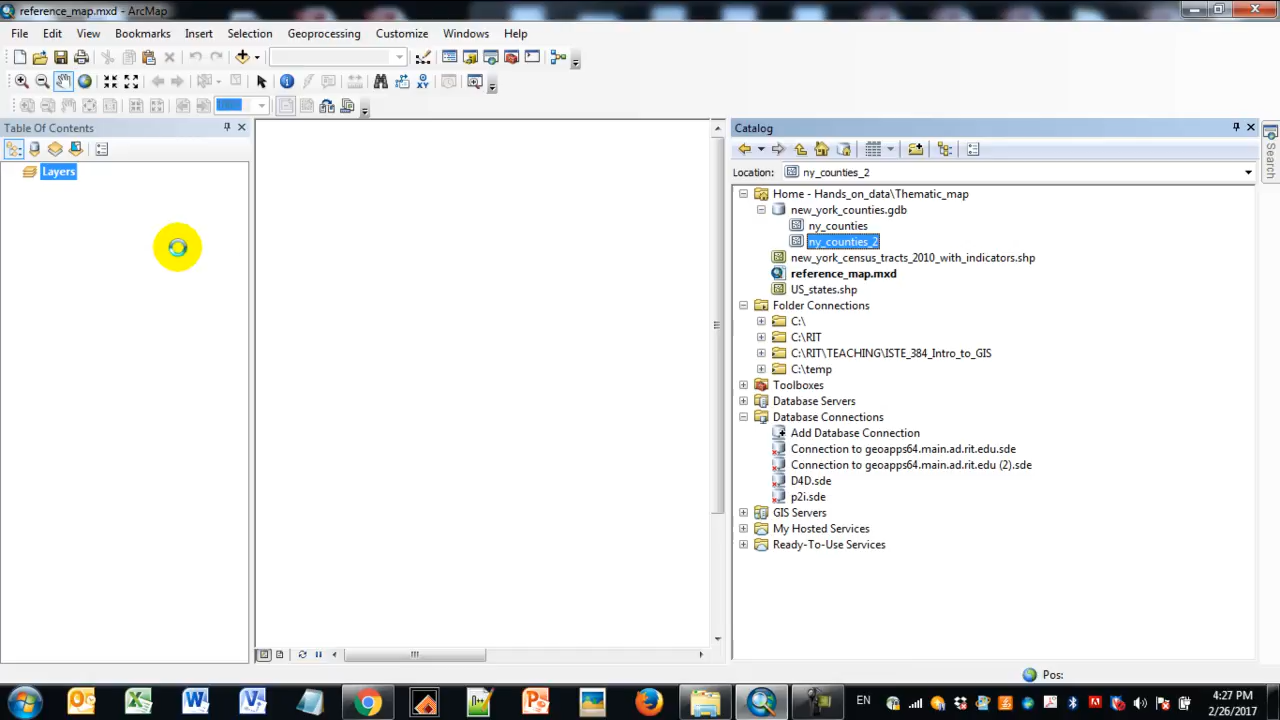 reference_map.mxd - ArcMap
File Edit View Bookmarks Insert Selection Geoprocessing Customize Windows Help
Table Of Contents
Layers
Catalog
Location: ny_counties_2
Home - Hands_on_data\Thematic_map
new_york_counties.gdb
ny_counties
ny_counties_2
new_york_census_tracts_2010_with_indicators.shp
reference_map.mxd
US_states.shp
Folder Connections
C:\
C:\RIT
C:\RIT\TEACHING\ISTE_384_Intro_to_GIS
C:\temp
Toolboxes
Database Servers
Database Connections
Add Database Connection
Connection to geoapps64.main.ad.rit.edu.sde
Connection to geoapps64.main.ad.rit.edu (2).sde
D4D.sde
p2i.sde
GIS Servers
My Hosted Services
Ready-To-Use Services
Search
Pos:
EN
4:27 PM
2/26/2017